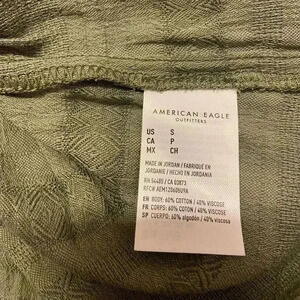 AMERICAN EAGLE
OUTFITTERS
US S
CA P
MX CH
MADE IN JORDAN / FABRIQUÉ EN
JORDANIE / HECHO EN JORDANIA
RN 54485 / CA 03873
RFC# AEM120605U9A
EN: BODY: 60% COTTON / 40% VISCOSE
FR: CORPS: 60% COTON / 40% VISCOSE
SP: CUERPO: 60% algodón / 40% viscosa